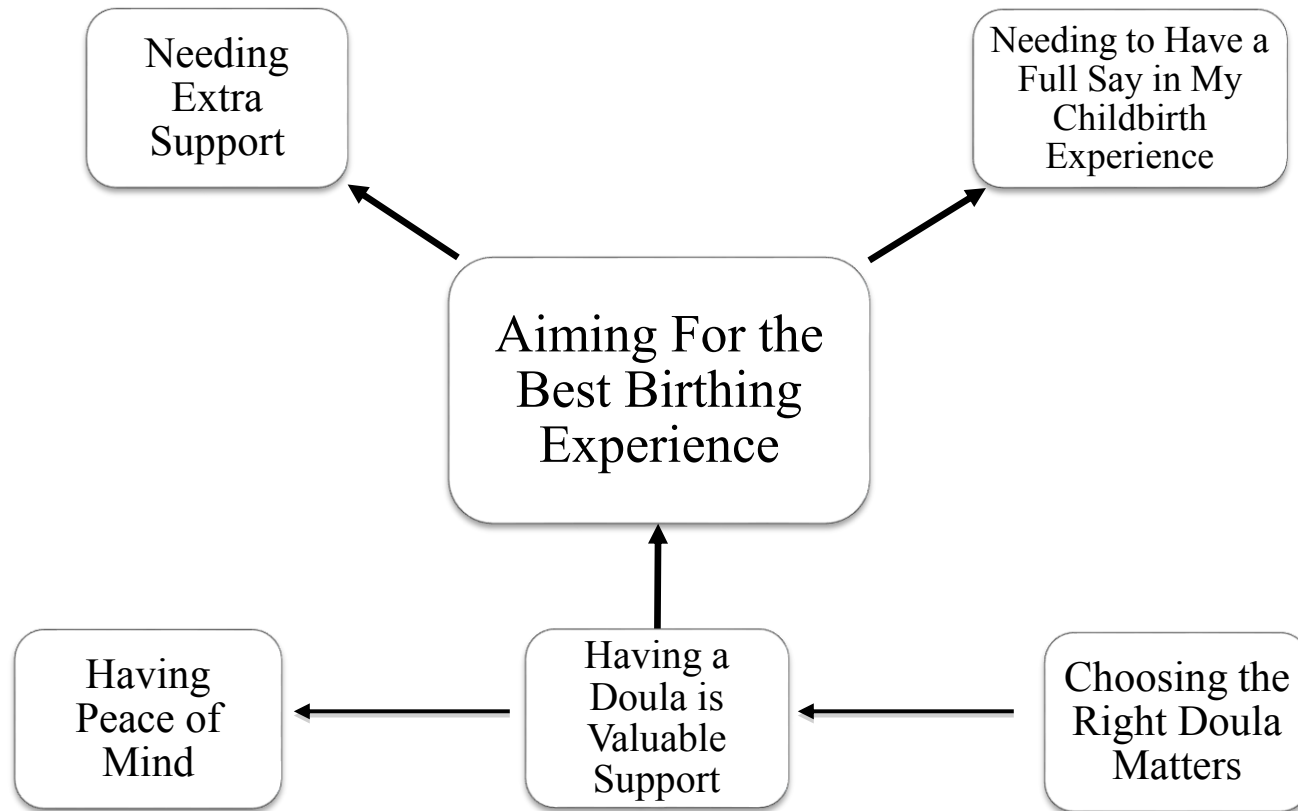 Needing
Extra
Support
Needing to Have a
Full Say in My
Childbirth
Experience
Aiming For the
Best Birthing
Experience
Having
Peace of
Mind
Having a
Doula is
Valuable
Support
Choosing the
Right Doula
Matters